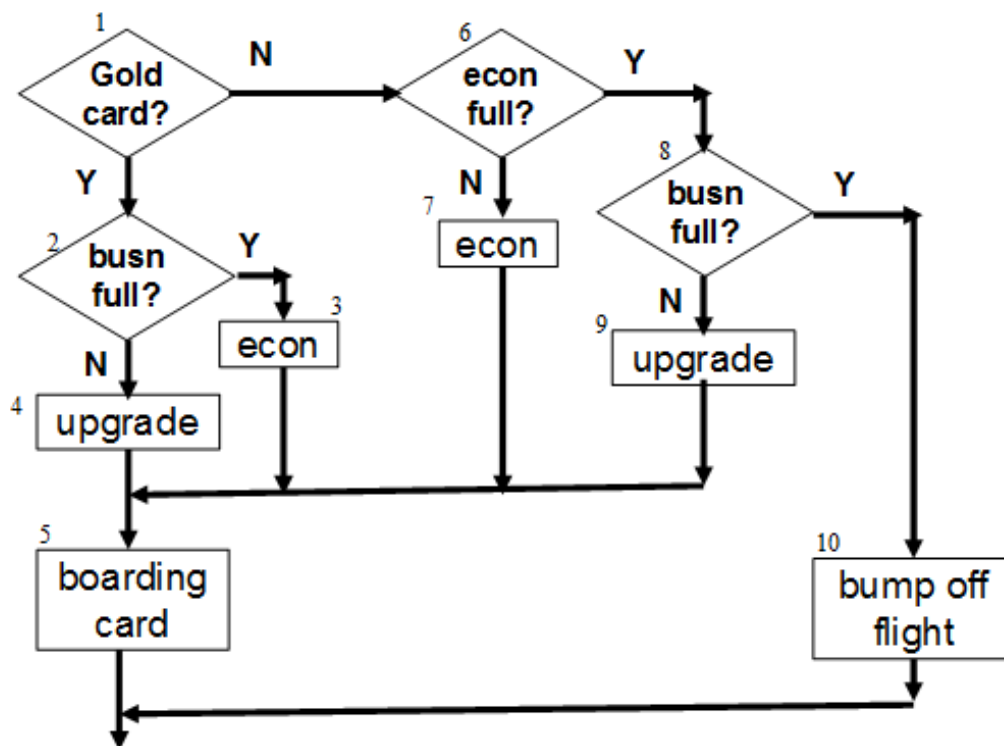 1
Gold
card?
N
6
econ
full?
Y
Y
2
busn
full?
Y
3
econ
N
4
upgrade
5
boarding
card
N
7
econ
8
busn
full?
Y
N
9
upgrade
10
bump off
flight